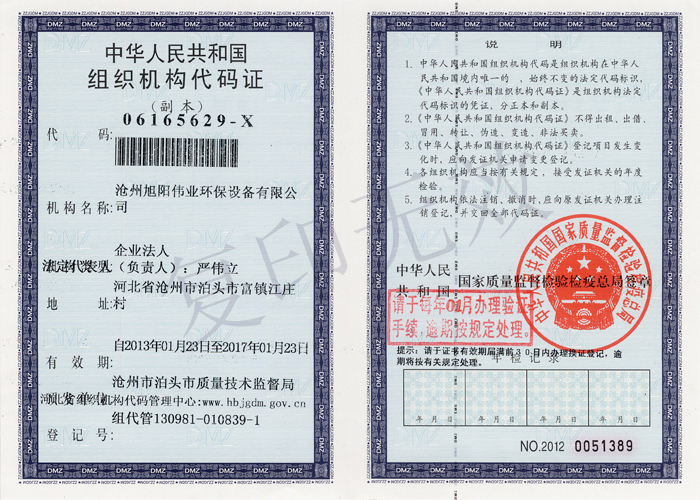 中华人民共和国
组织机构代码证
(副本)
代 码: 06165629-X
机构名称: 沧州旭阳伟业环保设备有限公司
企业法人
法定代表人(负责人):严伟立
地 址: 河北省沧州市泊头市富镇江庄村
有 效 期: 自2013年01月23日至2017年01月23日
沧州市泊头市质量技术监督局
河北省组织机构代码管理中心:www.hbjgdm.gov.cn
登 记 号: 组代管130981-010839-1
复印无效
说 明
1. 中华人民共和国组织机构代码是组织机构在中华人
民共和国境内唯一的、始终不变的法定代码标识,
《中华人民共和国组织机构代码证》是组织机构法定
代码标识的凭证,分正本和副本。
2. 《中华人民共和国组织机构代码证》不得出租、出借、
冒用、转让、伪造、变造、非法买卖。
3. 《中华人民共和国组织机构代码证》登记项目发生变
化时,应向发证机关申请变更登记。
4. 各组织机构应当按有关规定,接受发证机关的年度
检验。
5. 组织机构依法注销、撤消时,应向原发证机关办理注
销登记,并交回全部代码证。
中华人民
共和国 国家质量监督检验检疫总局签章
中华人民共和国国家质量监督检验检疫总局
请于每年01月办理验证
手续,逾期按规定处理。
提示:请于证书有效期届满前30日内办理换证登记,逾
期将按有关规定处理。
年检记录
年 月 日 年 月 日 年 月 日 年 月 日
NO.2012 0051389